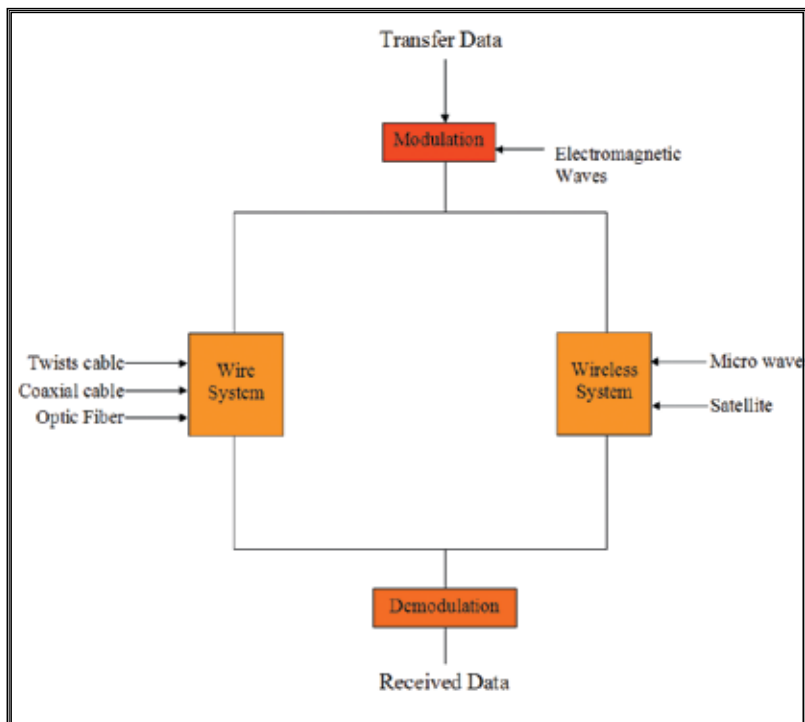 Transfer Data
Modulation
Electromagnetic
Waves
Twists cable
Coaxial cable
Optic Fiber
Wire
System
Wireless
System
Micro wave
Satellite
Demodulation
Received Data